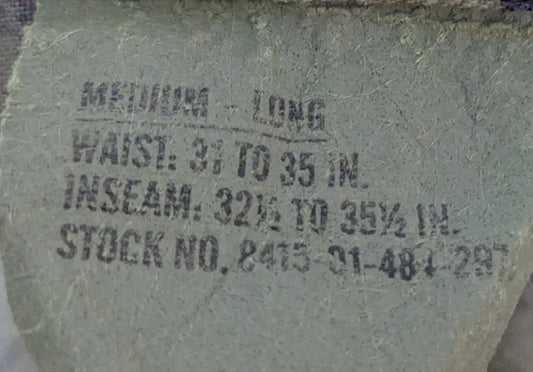 MEDIUM - LONG
WAIST: 31 TO 35 IN.
INSEAM: 32½ TO 35½ IN.
STOCK NO.